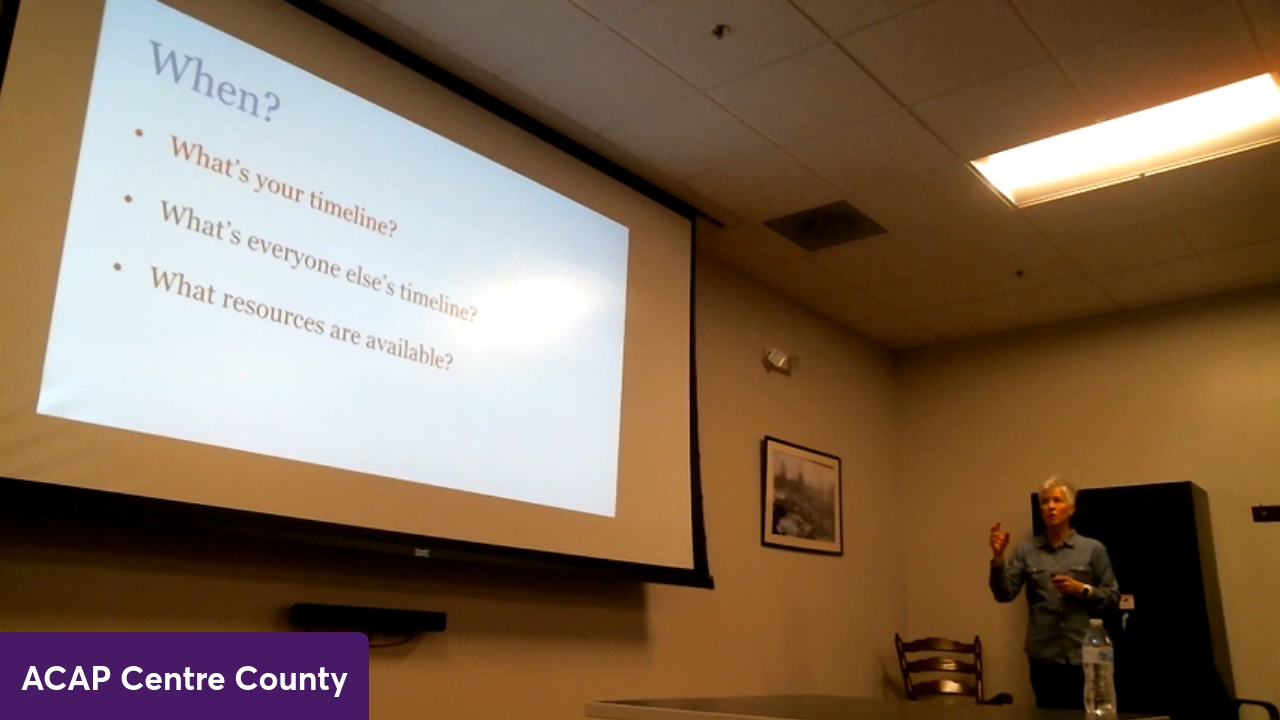 When?
• What's your timeline?
• What's everyone else's timeline?
• What resources are available?
ACAP Centre County